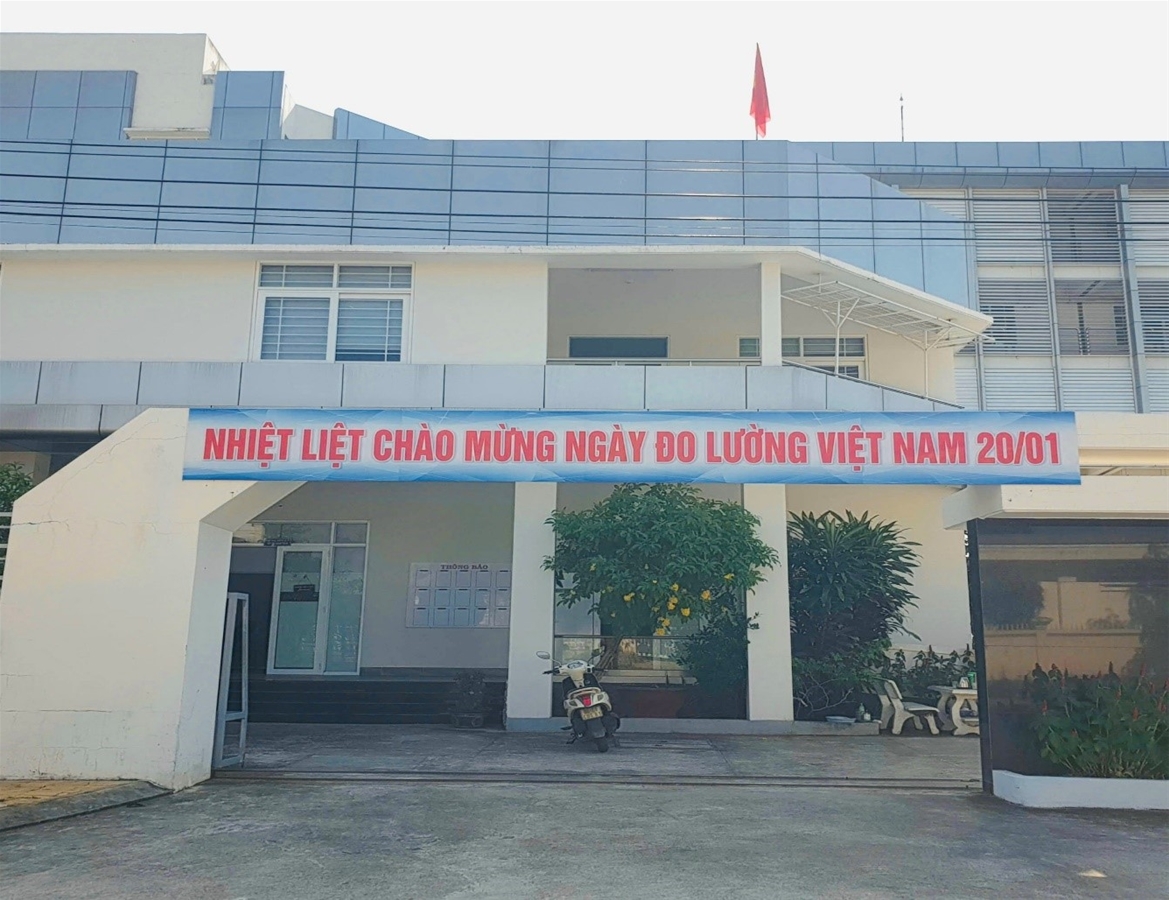 NHIỆT LIỆT CHÀO MỪNG NGÀY ĐO LƯỜNG VIỆT NAM 20/01
THÔNG BÁO